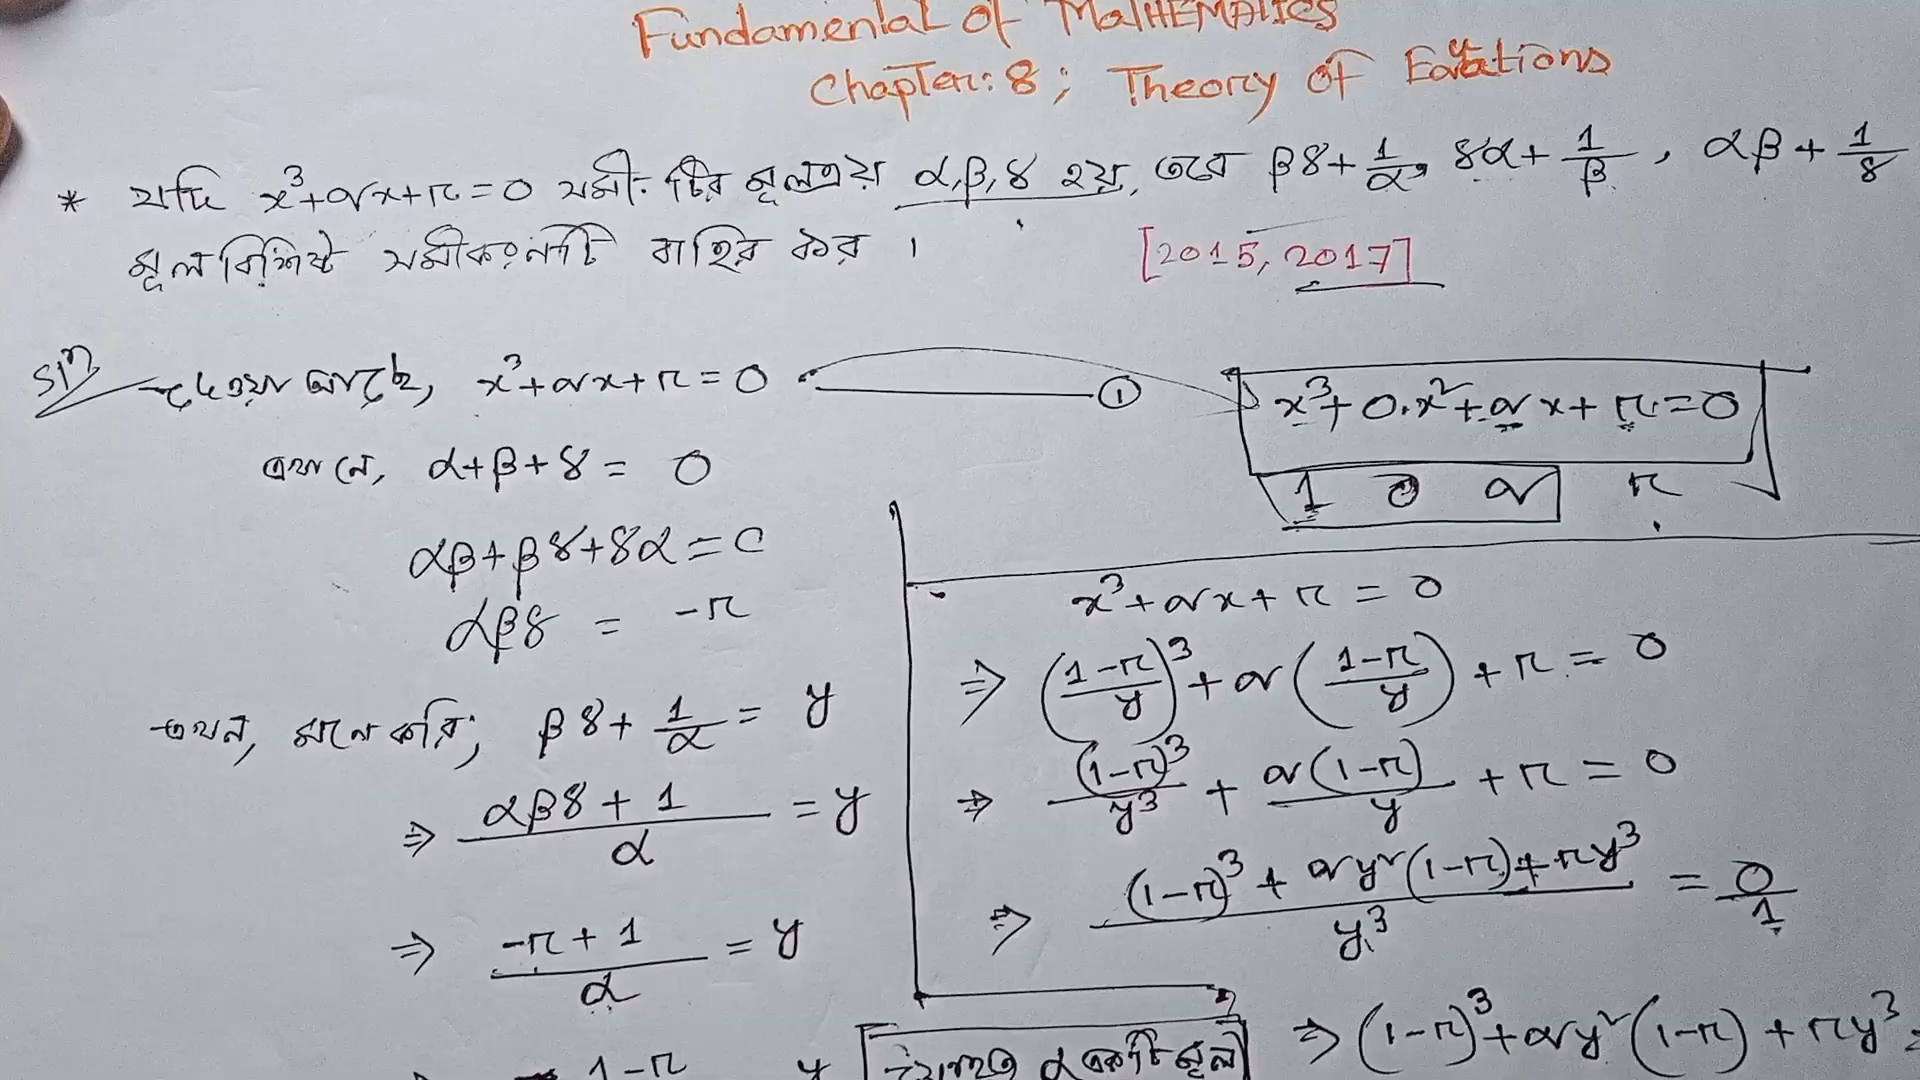 Fundamental of MaTHEMATICS
Chapter: 8; Theory of Equations
* যদি x³+qx+r=0 সমী: টির মূলত্রয় α,β,γ হয়, তবে βγ+1/α, γα+1/β, αβ+1/γ
মূলবিশিষ্ট সমীকরণটি বাহির কর।
[2015, 2017]
Slⁿ দেওয়া আছে, x³+qx+r=0 ①
x³+0.x²+qx+r=0
1 0 q r
এখানে, α+β+γ = 0
αβ+βγ+γα=c
αβγ = -r
এখন, মনে করি, βγ+1/α = y
⇒ (αβγ+1)/α = y
⇒ (-r+1)/α = y
1-r y
x³+qx+r = 0
⇒ ((1-r)/y)³+q((1-r)/y)+r = 0
⇒ (1-r)³/y³ + q(1-r)/y + r = 0
⇒ ((1-r)³+qy²(1-r)+ry³)/y³ = 0/1
যেহেতু α একটি মূল
⇒ (1-r)³+qy²(1-r)+ry³=